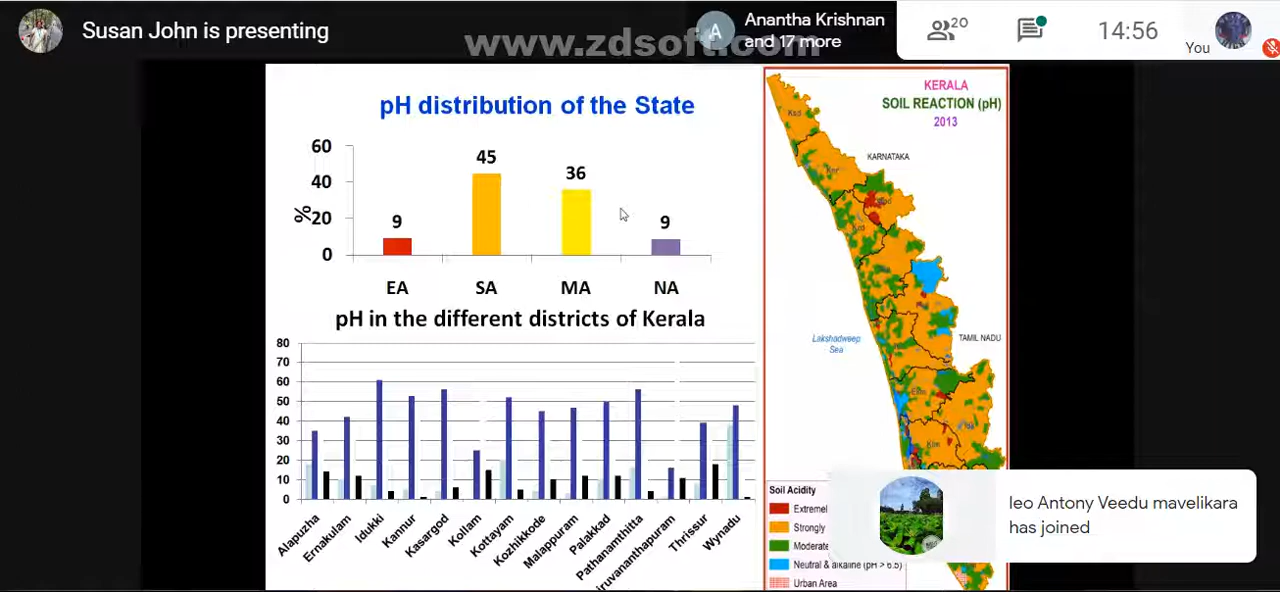 Susan John is presenting
www.zdsoft.com
A
Anantha Krishnan
and 17 more
20
14:56
You
pH distribution of the State
%
60
40
20
0
9
45
36
9
EA
SA
MA
NA
pH in the different districts of Kerala
80
70
60
50
40
30
20
10
0
Alapuzha
Ernakulam
Idukki
Kannur
Kasargod
Kollam
Kottayam
Kozhikkode
Malappuram
Palakkad
Pathanamthitta
iruvananthapuram
Thrissur
Wynadu
KERALA
SOIL REACTION (pH)
2013
KARNATAKA
Lakshadweep
Sea
TAMIL NADU
Soil Acidity
Extremel
Strongly
Moderate
Neutral & alkaline (pH > 6.5)
Urban Area
leo Antony Veedu mavelikara
has joined